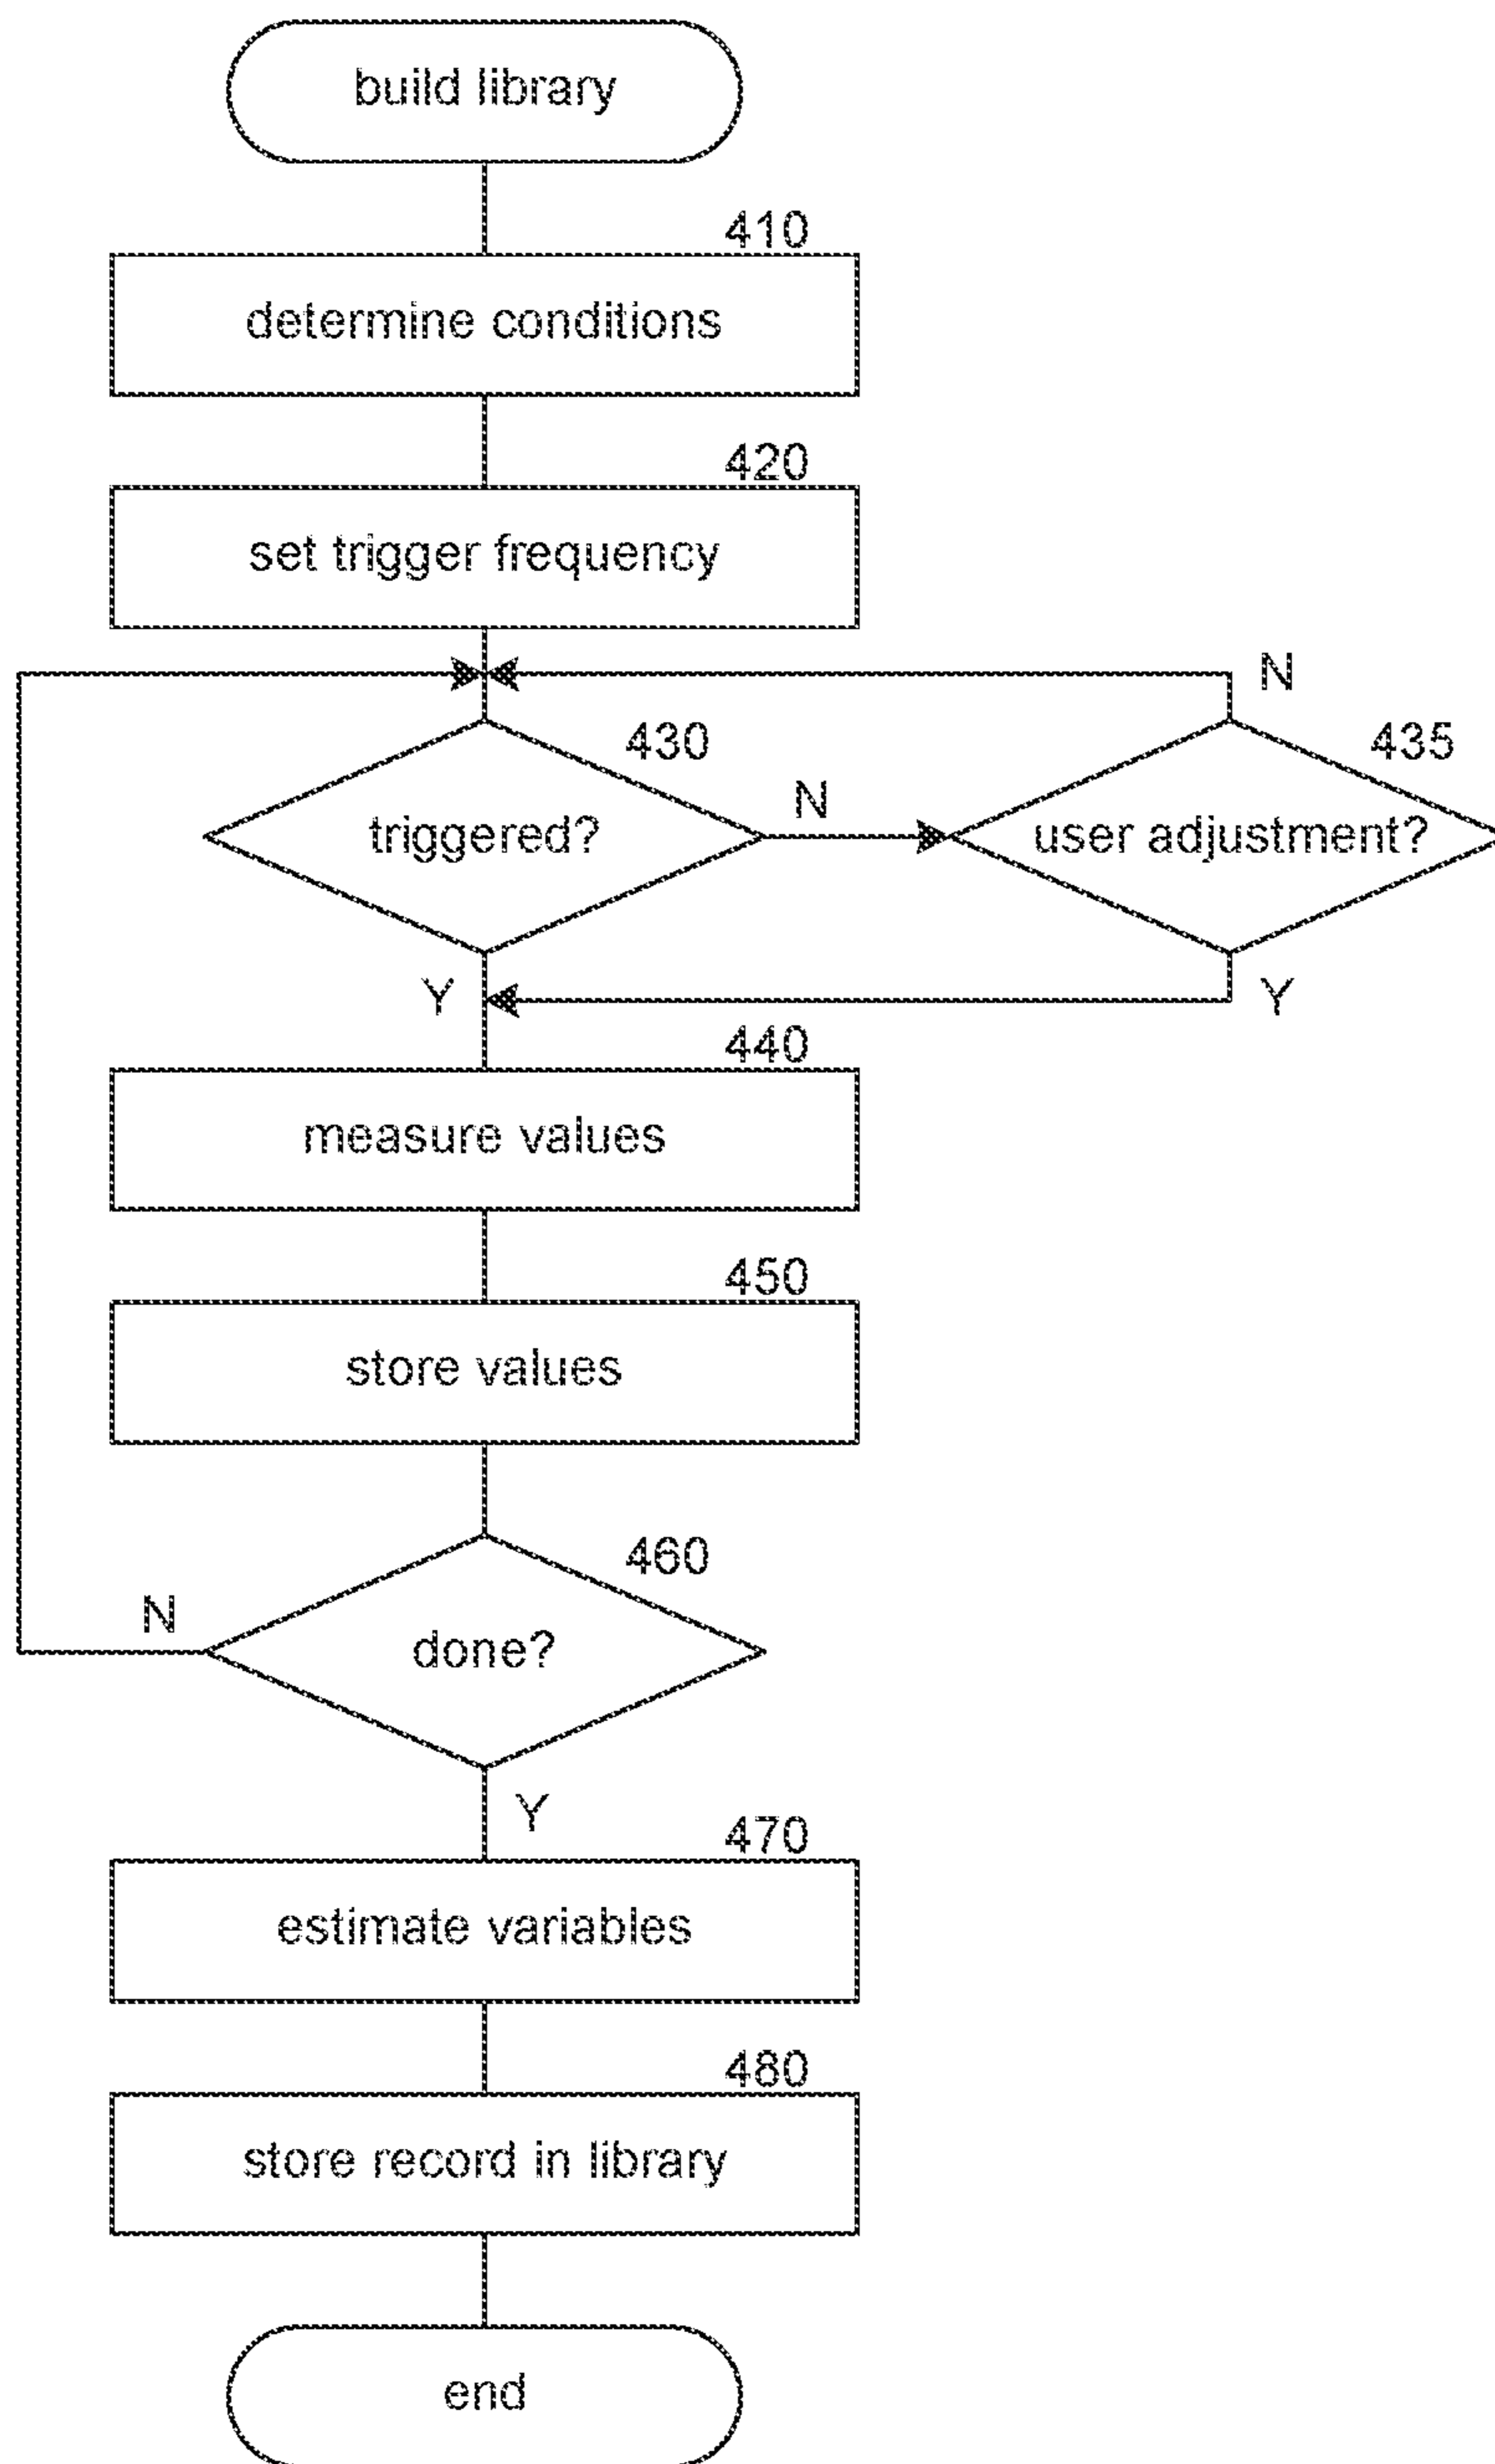 build library
410
determine conditions
420
set trigger frequency
N
430
435
triggered?
N
user adjustment?
Y
Y
440
measure values
450
store values
460
N
done?
Y
470
estimate variables
480
store record in library
end